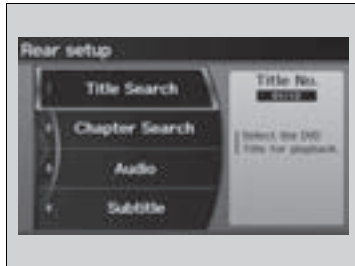 Rear setup
Title Search
Title No.
Chapter Search
Select the DVD
Title for playback.
Audio
Subtitle